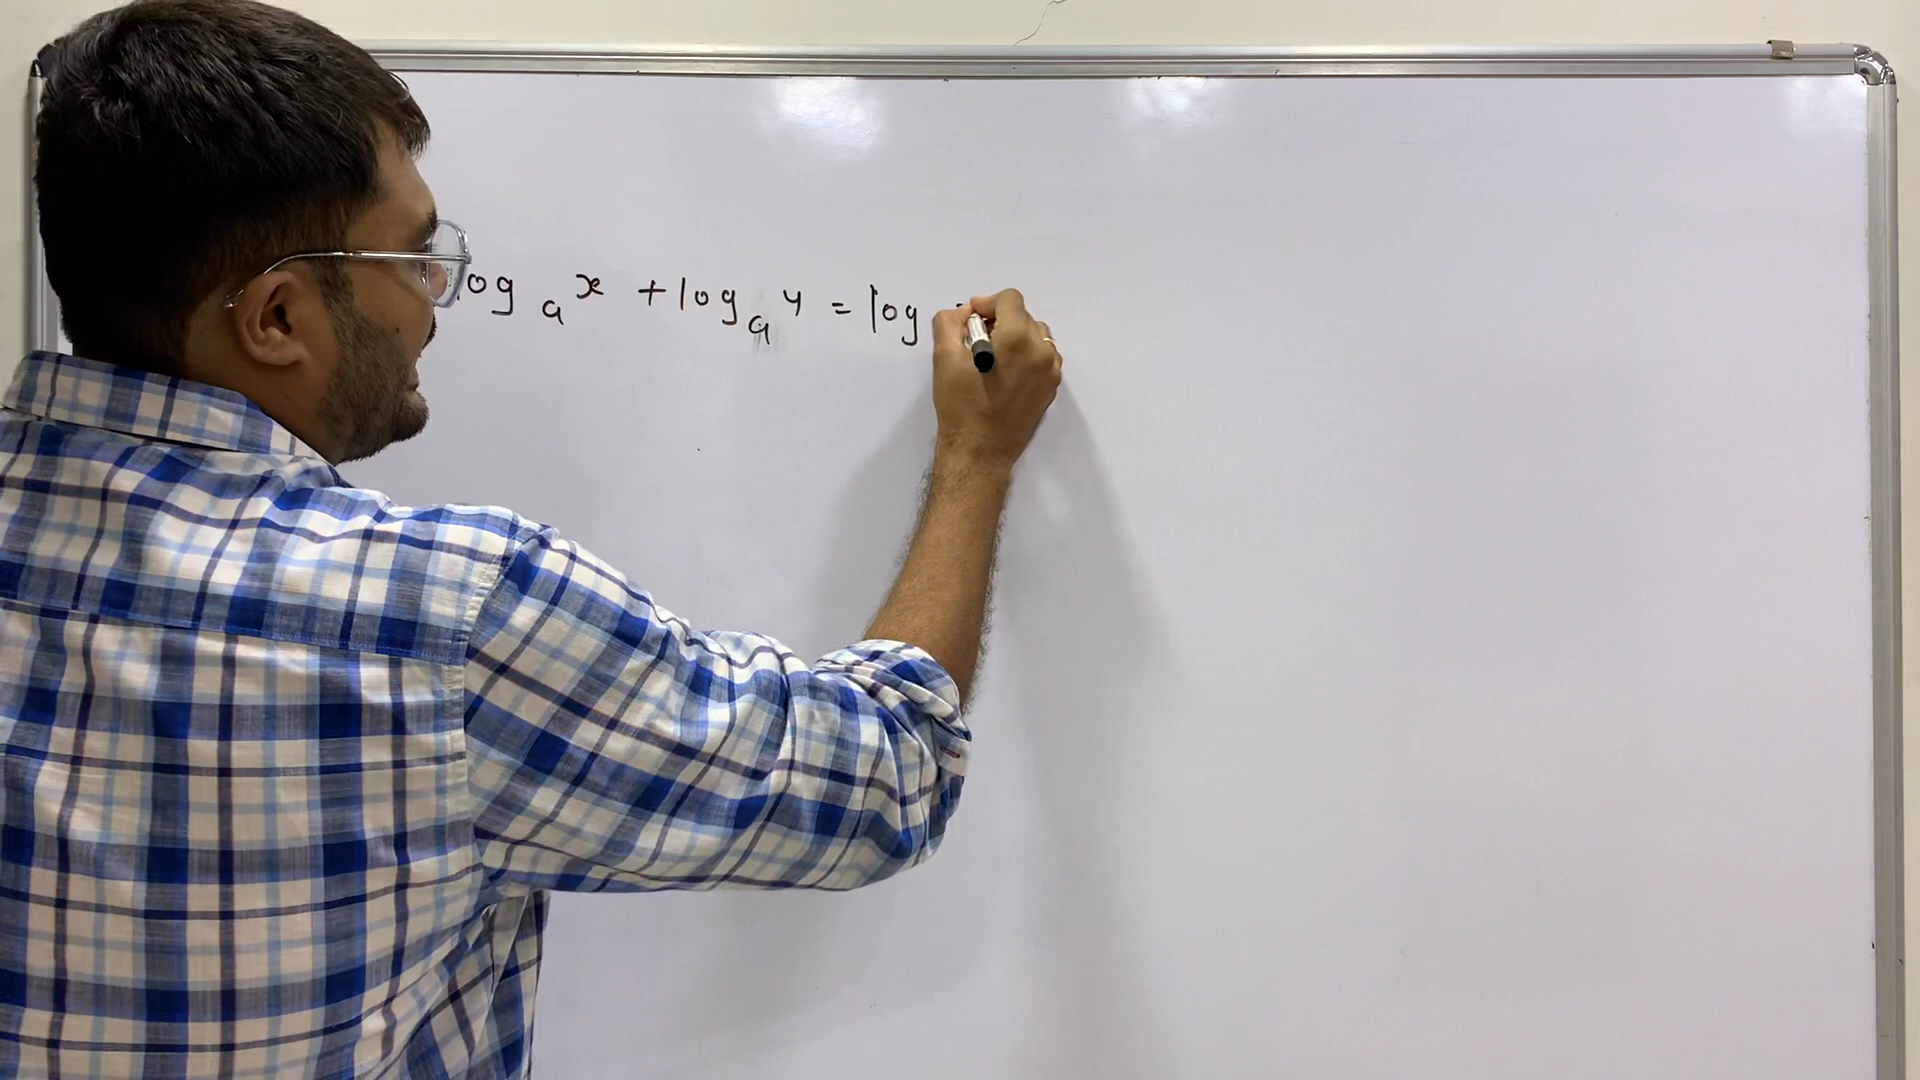 log a x + log a y = log